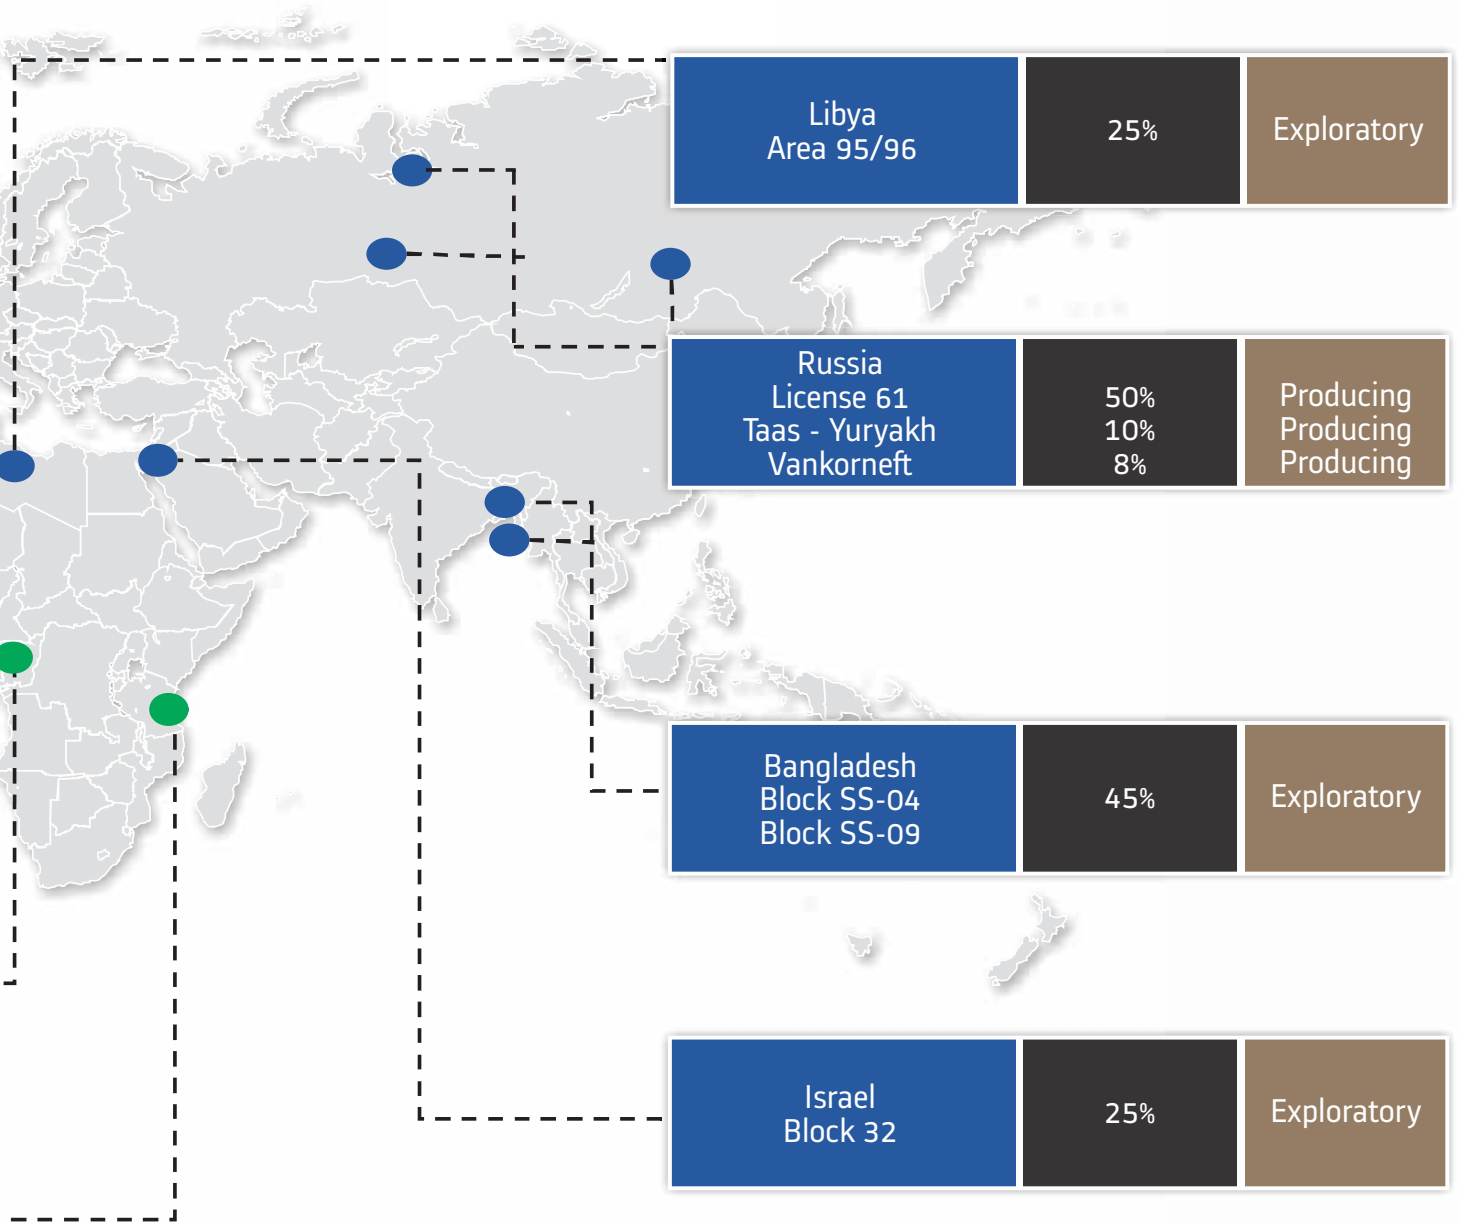 Libya
Area 95/96
25%
Exploratory
Russia
License 61
Taas - Yuryakh
Vankorneft
50%
10%
8%
Producing
Producing
Producing
Bangladesh
Block SS-04
Block SS-09
45%
Exploratory
Israel
Block 32
25%
Exploratory